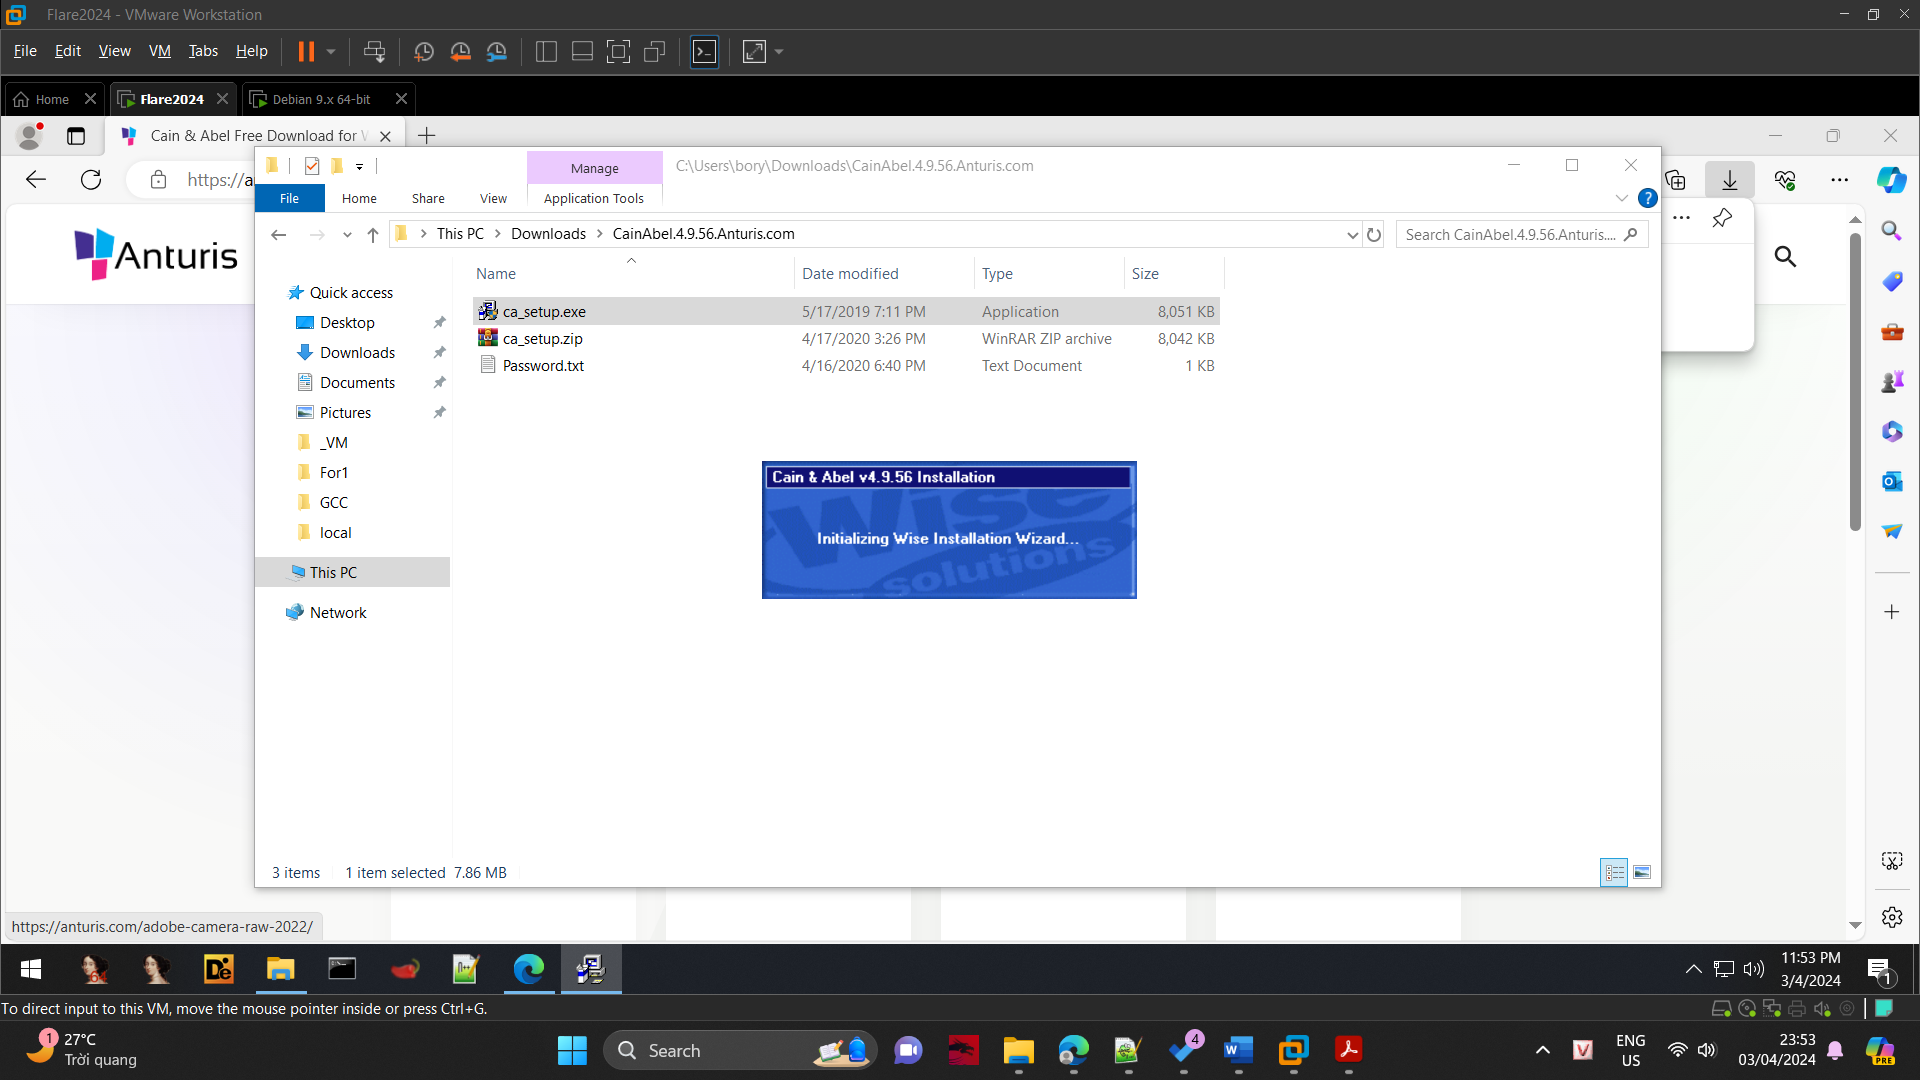 Flare2024 - VMware Workstation
File Edit View VM Tabs Help
Home
Flare2024
Debian 9.x 64-bit
Cain & Abel Free Download for
https://a
Manage
C:\Users\bory\Downloads\CainAbel.4.9.56.Anturis.com
File
Home
Share
View
Application Tools
Anturis
This PC
Downloads
CainAbel.4.9.56.Anturis.com
Search CainAbel.4.9.56.Anturis....
Name
Date modified
Type
Size
Quick access
Desktop
Downloads
Documents
Pictures
_VM
For1
GCC
local
This PC
Network
ca_setup.exe 5/17/2019 7:11 PM Application 8,051 KB
ca_setup.zip 4/17/2020 3:26 PM WinRAR ZIP archive 8,042 KB
Password.txt 4/16/2020 6:40 PM Text Document 1 KB
Cain & Abel v4.9.56 Installation
Wise
solutions
Initializing Wise Installation Wizard...
3 items
1 item selected 7.86 MB
https://anturis.com/adobe-camera-raw-2022/
64
De
11:53 PM
3/4/2024
1
To direct input to this VM, move the mouse pointer inside or press Ctrl+G.
1
27°C
Trời quang
Search
4
ENG
US
23:53
03/04/2024
PRE